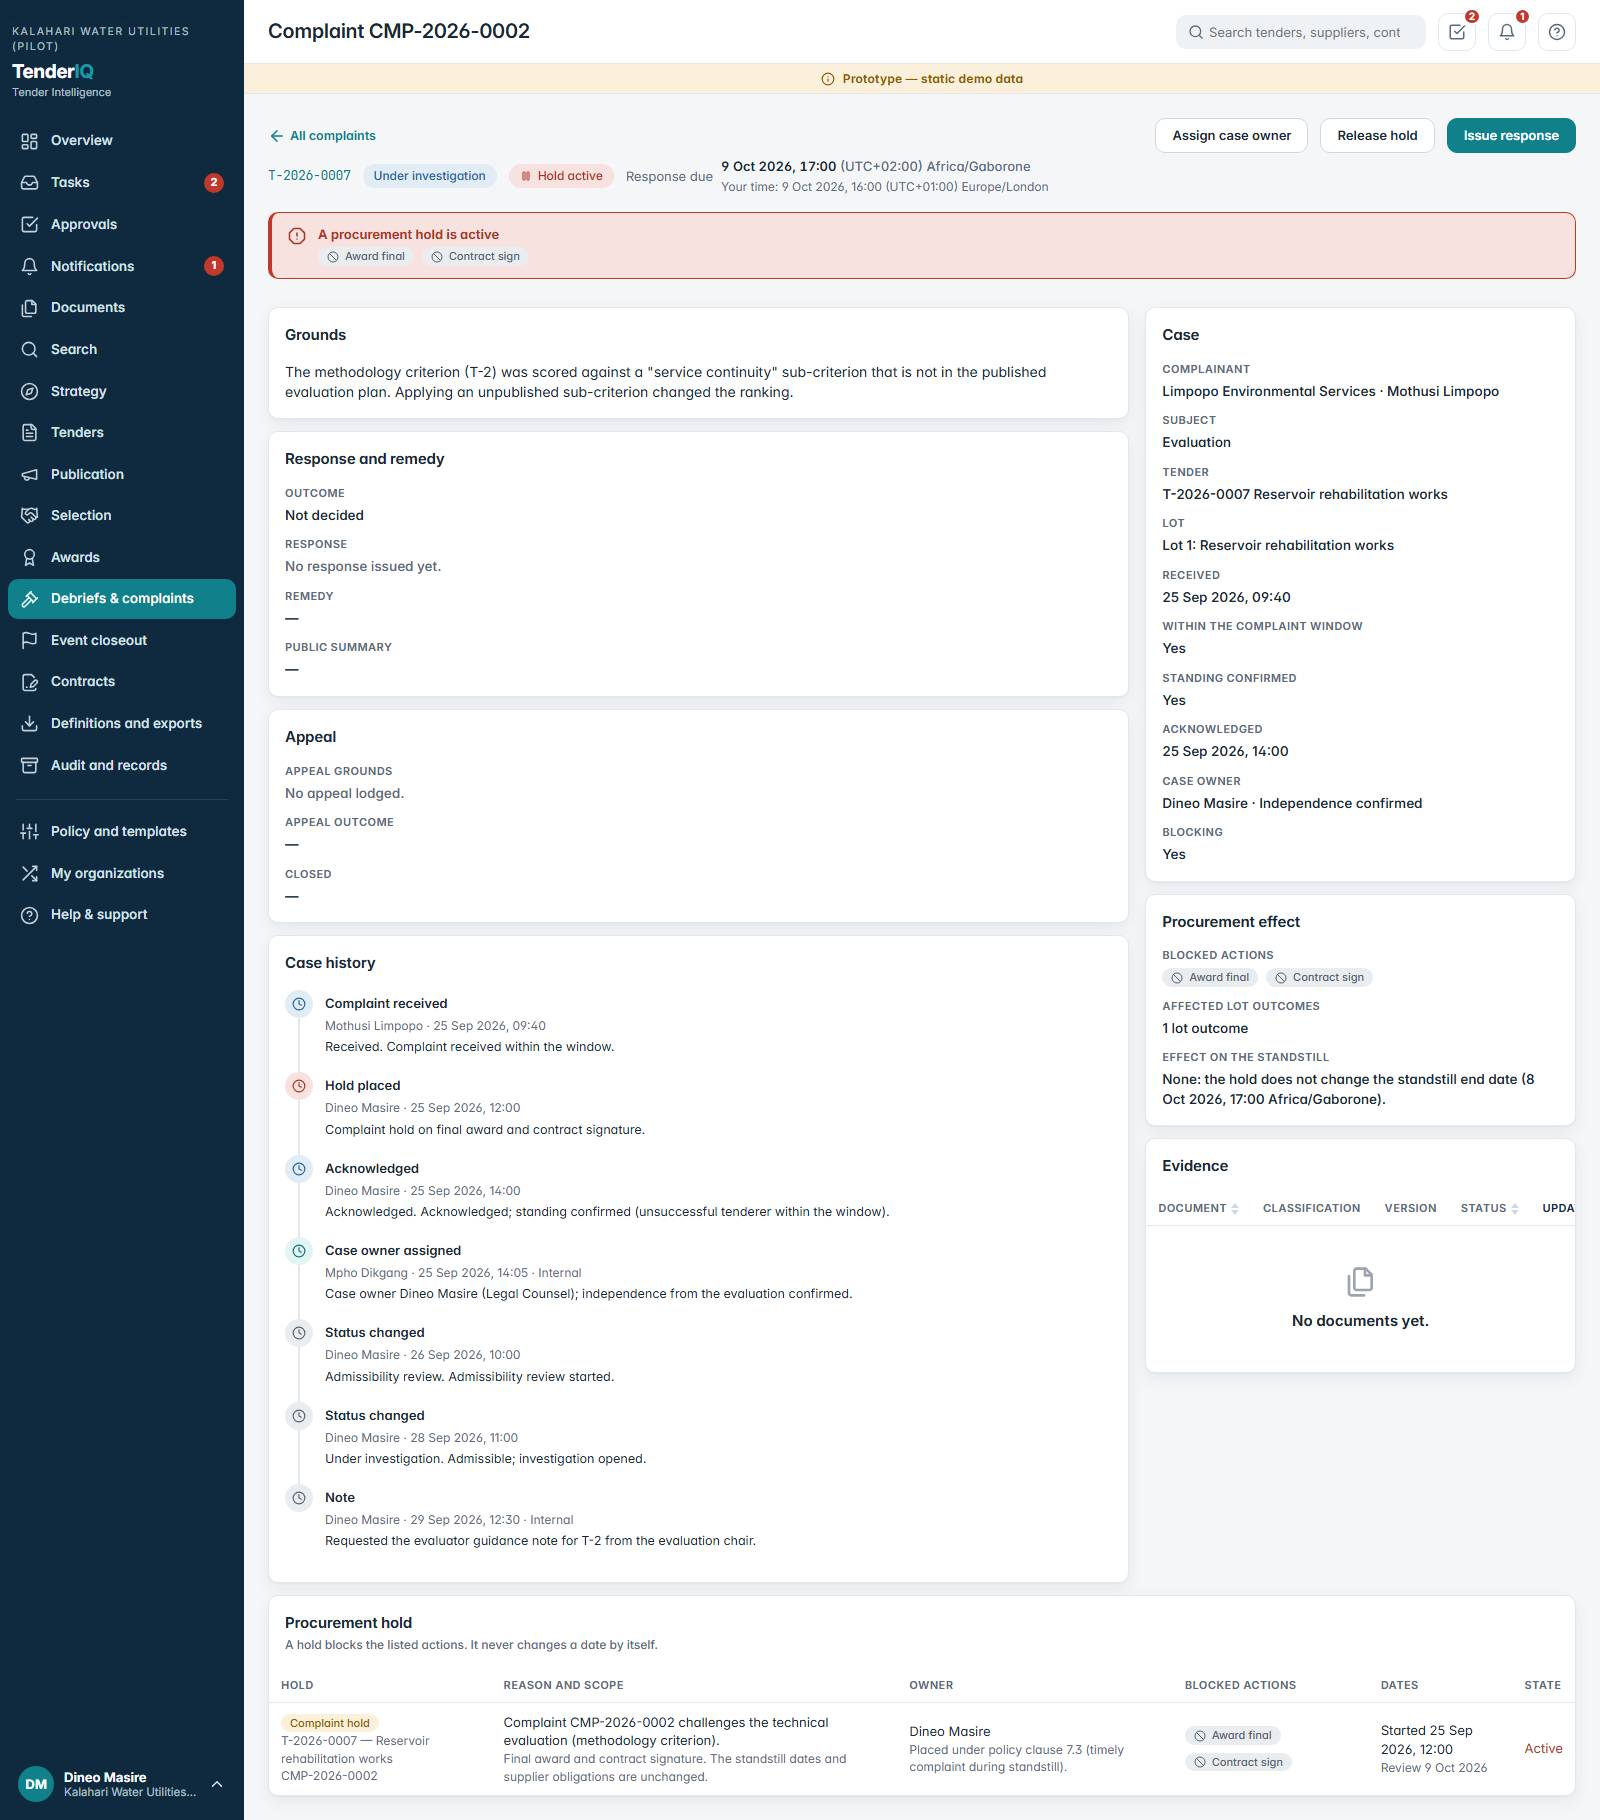 KALAHARI WATER UTILITIES
(PILOT)
TenderIQ
Tender Intelligence
Overview
Tasks
2
Approvals
Notifications
1
Documents
Search
Strategy
Tenders
Publication
Selection
Awards
Debriefs & complaints
Event closeout
Contracts
Definitions and exports
Audit and records
Policy and templates
My organizations
Help & support
DM
Dineo Masire
Kalahari Water Utilities...
Complaint CMP-2026-0002
Search tenders, suppliers, cont
2
1
Prototype — static demo data
All complaints
Assign case owner
Release hold
Issue response
T-2026-0007
Under investigation
Hold active
Response due
9 Oct 2026, 17:00 (UTC+02:00) Africa/Gaborone
Your time: 9 Oct 2026, 16:00 (UTC+01:00) Europe/London
A procurement hold is active
Award final
Contract sign
Grounds
The methodology criterion (T-2) was scored against a "service continuity" sub-criterion that is not in the published
evaluation plan. Applying an unpublished sub-criterion changed the ranking.
Response and remedy
OUTCOME
Not decided
RESPONSE
No response issued yet.
REMEDY
—
PUBLIC SUMMARY
—
Appeal
APPEAL GROUNDS
No appeal lodged.
APPEAL OUTCOME
—
CLOSED
—
Case history
Complaint received
Mothusi Limpopo · 25 Sep 2026, 09:40
Received. Complaint received within the window.
Hold placed
Dineo Masire · 25 Sep 2026, 12:00
Complaint hold on final award and contract signature.
Acknowledged
Dineo Masire · 25 Sep 2026, 14:00
Acknowledged. Acknowledged; standing confirmed (unsuccessful tenderer within the window).
Case owner assigned
Mpho Dikgang · 25 Sep 2026, 14:05 · Internal
Case owner Dineo Masire (Legal Counsel); independence from the evaluation confirmed.
Status changed
Dineo Masire · 26 Sep 2026, 10:00
Admissibility review. Admissibility review started.
Status changed
Dineo Masire · 28 Sep 2026, 11:00
Under investigation. Admissible; investigation opened.
Note
Dineo Masire · 29 Sep 2026, 12:30 · Internal
Requested the evaluator guidance note for T-2 from the evaluation chair.
Case
COMPLAINANT
Limpopo Environmental Services · Mothusi Limpopo
SUBJECT
Evaluation
TENDER
T-2026-0007 Reservoir rehabilitation works
LOT
Lot 1: Reservoir rehabilitation works
RECEIVED
25 Sep 2026, 09:40
WITHIN THE COMPLAINT WINDOW
Yes
STANDING CONFIRMED
Yes
ACKNOWLEDGED
25 Sep 2026, 14:00
CASE OWNER
Dineo Masire · Independence confirmed
BLOCKING
Yes
Procurement effect
BLOCKED ACTIONS
Award final
Contract sign
AFFECTED LOT OUTCOMES
1 lot outcome
EFFECT ON THE STANDSTILL
None: the hold does not change the standstill end date (8
Oct 2026, 17:00 Africa/Gaborone).
Evidence
DOCUMENT CLASSIFICATION VERSION STATUS UPDA
No documents yet.
Procurement hold
A hold blocks the listed actions. It never changes a date by itself.
HOLD REASON AND SCOPE OWNER BLOCKED ACTIONS DATES STATE
Complaint hold
T-2026-0007 — Reservoir
rehabilitation works
CMP-2026-0002
Complaint CMP-2026-0002 challenges the technical
evaluation (methodology criterion).
Final award and contract signature. The standstill dates and
supplier obligations are unchanged.
Dineo Masire
Placed under policy clause 7.3 (timely
complaint during standstill).
Award final
Contract sign
Started 25 Sep
2026, 12:00
Review 9 Oct 2026
Active